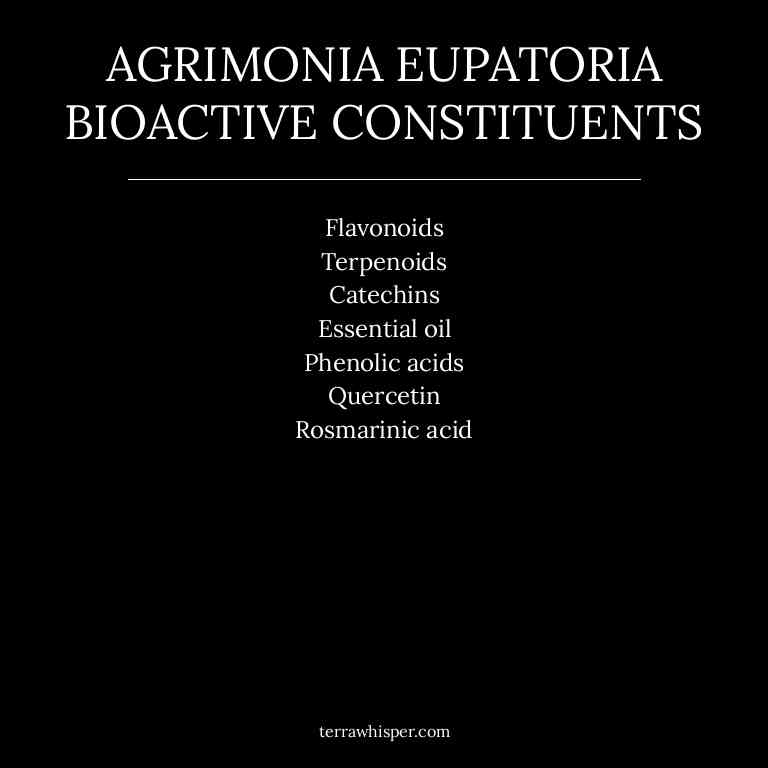 AGRIMONIA EUPATORIA
BIOACTIVE CONSTITUENTS
Flavonoids
Terpenoids
Catechins
Essential oil
Phenolic acids
Quercetin
Rosmarinic acid
terrawhisper.com